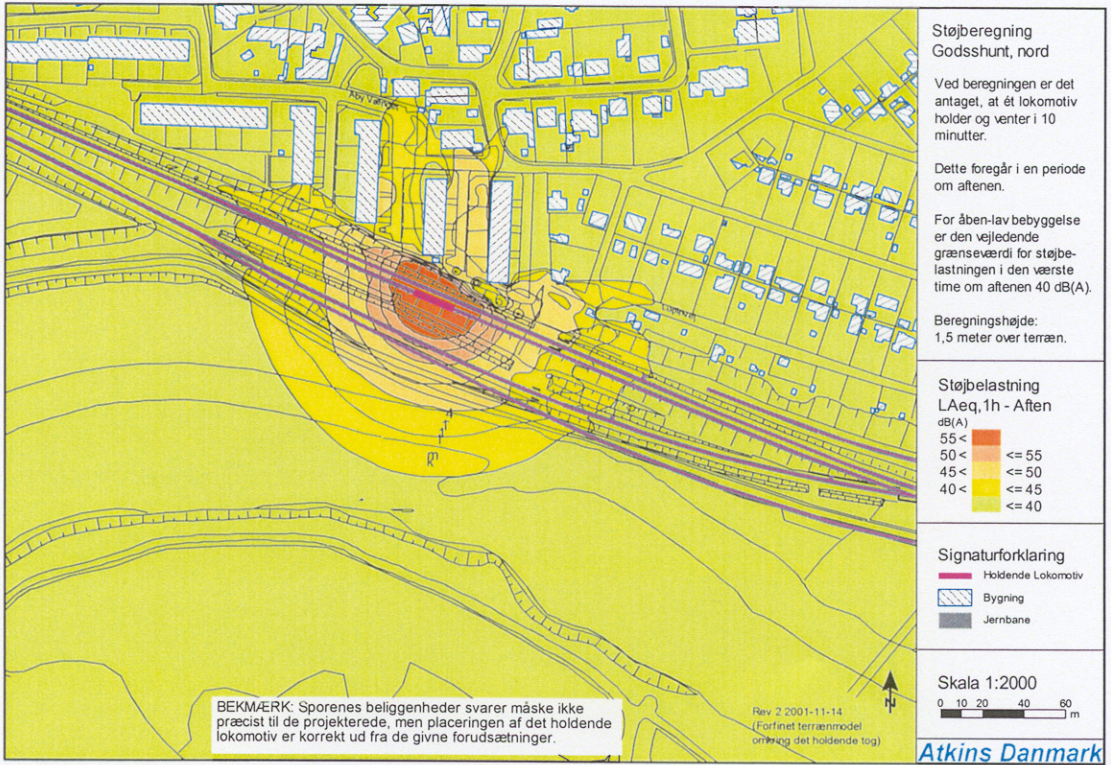 Støjberegning
Godsshunt, nord
Ved beregningen er det
antaget, at ét lokomotiv
holder og venter i 10
minutter.
Dette foregår i en periode
om aftenen.
For åben-lav bebyggelse
er den vejledende
grænseværdi for støjbe-
lastningen i den værste
time om aftenen 40 dB(A).
Beregningshøjde:
1,5 meter over terræn.
Støjbelastning
LAeq,1h - Aften
dB(A)
55 <
50 < <= 55
45 < <= 50
40 < <= 45
<= 40
Signaturforklaring
Holdende Lokomotiv
Bygning
Jernbane
Skala 1:2000
0 10 20 40 60
m
Atkins Danmark
Åby Vænget
mk
N
BEKMÆRK: Sporenes beliggenheder svarer måske ikke
præcist til de projekterede, men placeringen af det holdende
lokomotiv er korrekt ud fra de givne forudsætninger.
Rev 2 2001-11-14
(Forfinet terrænmodel
omkring det holdende tog)